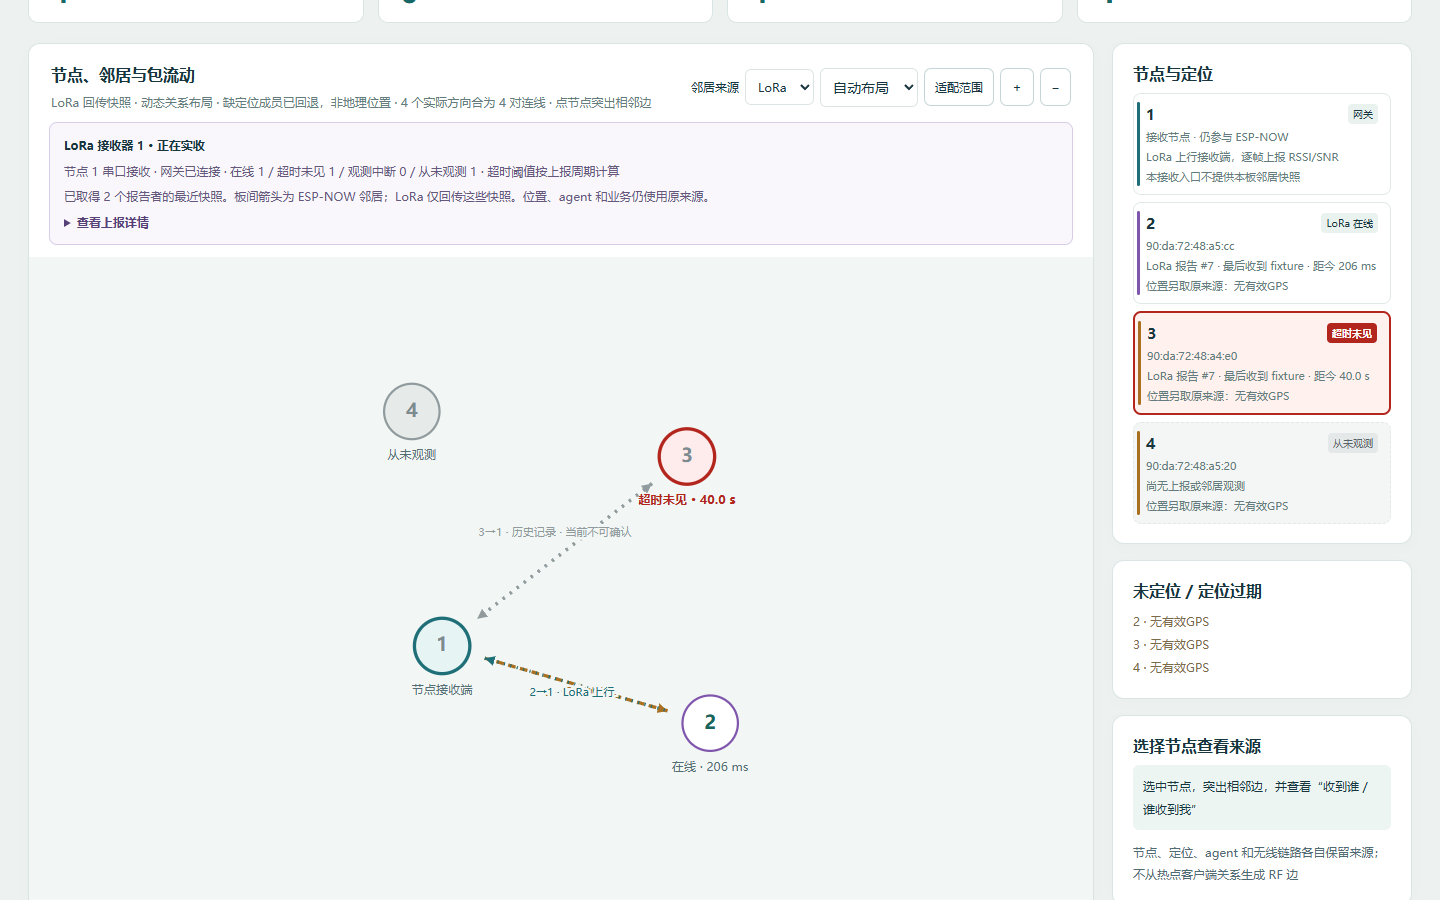 节点、邻居与包流动
LoRa 回传快照 · 动态关系布局 · 缺定位成员已回退，非地理位置 · 4 个实际方向合为 4 对连线 · 点节点突出相邻边
邻居来源
LoRa
自动布局
适配范围
+
−
LoRa 接收器 1 · 正在实收
节点 1 串口接收 · 网关已连接 · 在线 1 / 超时未见 1 / 观测中断 0 / 从未观测 1 · 超时阈值按上报周期计算
已取得 2 个报告者的最近快照。板间箭头为 ESP-NOW 邻居；LoRa 仅回传这些快照。位置、agent 和业务仍使用原来源。
▶ 查看上报详情
4
从未观测
3
超时未见 · 40.0 s
3→1 · 历史记录 · 当前不可确认
1
节点接收端
2→1 · LoRa 上行
2
在线 · 206 ms
节点与定位
1
网关
接收节点 · 仍参与 ESP-NOW
LoRa 上行接收端，逐帧上报 RSSI/SNR
本接收入口不提供本板邻居快照
2
LoRa 在线
90:da:72:48:a5:cc
LoRa 报告 #7 · 最后收到 fixture · 距今 206 ms
位置另取原来源：无有效GPS
3
超时未见
90:da:72:48:a4:e0
LoRa 报告 #7 · 最后收到 fixture · 距今 40.0 s
位置另取原来源：无有效GPS
4
从未观测
90:da:72:48:a5:20
尚无上报或邻居观测
位置另取原来源：无有效GPS
未定位 / 定位过期
2 · 无有效GPS
3 · 无有效GPS
4 · 无有效GPS
选择节点查看来源
选中节点，突出相邻边，并查看“收到谁 /
谁收到我”
节点、定位、agent 和无线链路各自保留来源；
不从热点客户端关系生成 RF 边